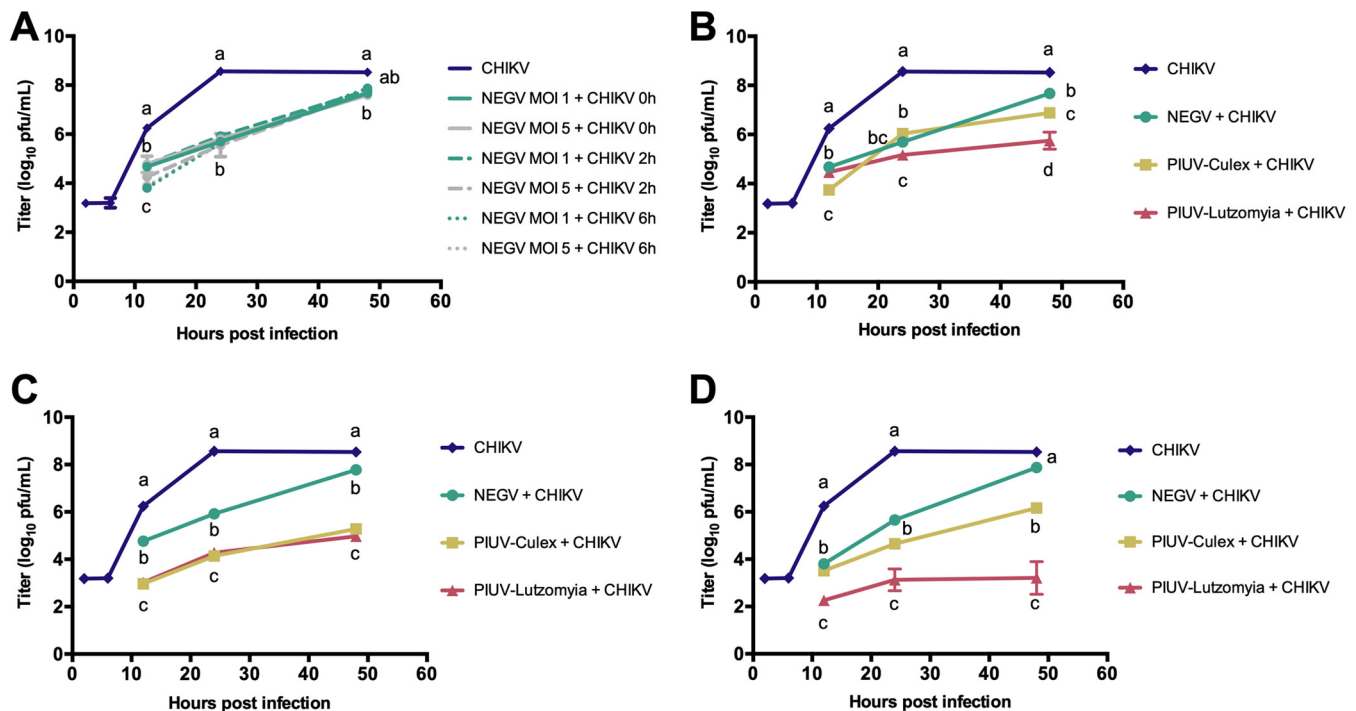 A
10
8
6
4
2
0
Titer (log10 pfu/mL)
a
a
a
ab
b
b
b
c
0 10 20 30 40 50 60
Hours post infection
CHIKV
NEGV MOI 1 + CHIKV 0h
NEGV MOI 5 + CHIKV 0h
NEGV MOI 1 + CHIKV 2h
NEGV MOI 5 + CHIKV 2h
NEGV MOI 1 + CHIKV 6h
NEGV MOI 5 + CHIKV 6h
B
10
8
6
4
2
0
Titer (log10 pfu/mL)
a
a
a
b
b
c
bc
b
c
d
c
0 10 20 30 40 50 60
Hours post infection
CHIKV
NEGV + CHIKV
PIUV-Culex + CHIKV
PIUV-Lutzomyia + CHIKV
C
10
8
6
4
2
0
Titer (log10 pfu/mL)
a
a
a
b
b
b
c
c
c
0 10 20 30 40 50 60
Hours post infection
CHIKV
NEGV + CHIKV
PIUV-Culex + CHIKV
PIUV-Lutzomyia + CHIKV
D
10
8
6
4
2
0
Titer (log10 pfu/mL)
a
a
a
b
b
b
c
c
c
0 10 20 30 40 50 60
Hours post infection
CHIKV
NEGV + CHIKV
PIUV-Culex + CHIKV
PIUV-Lutzomyia + CHIKV